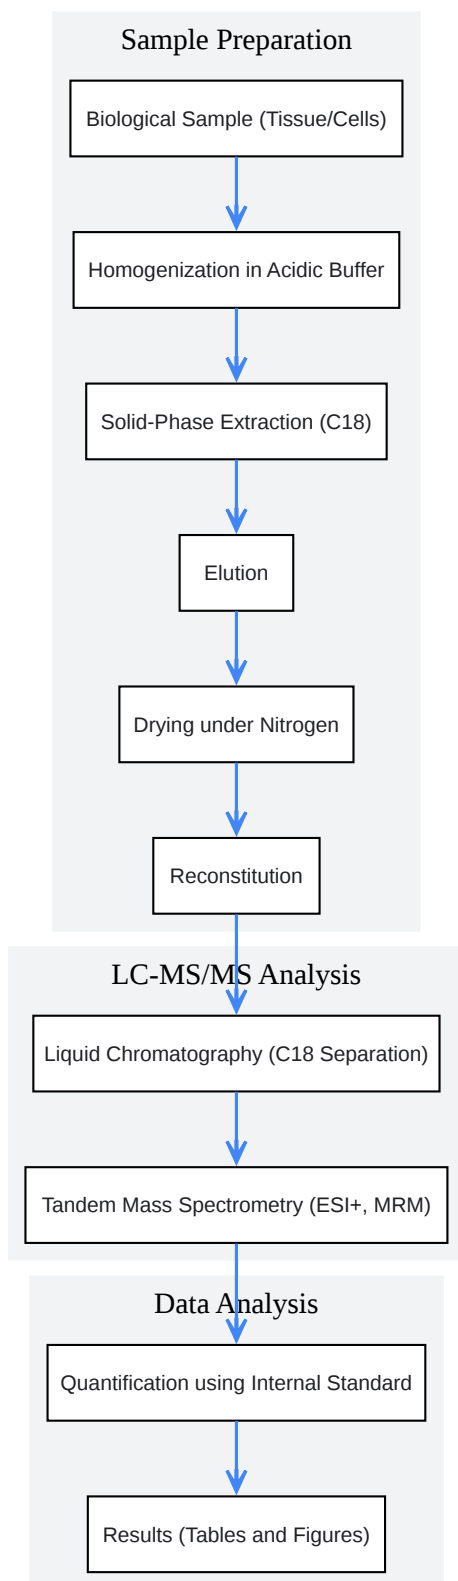 Sample Preparation
Biological Sample (Tissue/Cells)
Homogenization in Acidic Buffer
Solid-Phase Extraction (C18)
Elution
Drying under Nitrogen
Reconstitution
LC-MS/MS Analysis
Liquid Chromatography (C18 Separation)
Tandem Mass Spectrometry (ESI+, MRM)
Data Analysis
Quantification using Internal Standard
Results (Tables and Figures)